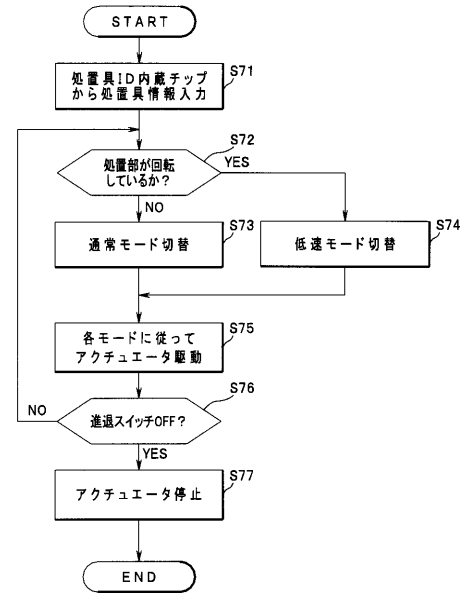 START
処置具ID内蔵チップ
から処置具情報入力
S71
処置部が回転
しているか?
S72
YES
NO
通常モード切替
S73
低速モード切替
S74
各モードに従って
アクチュエータ駆動
S75
進退スイッチOFF?
S76
NO
YES
アクチュエータ停止
S77
END